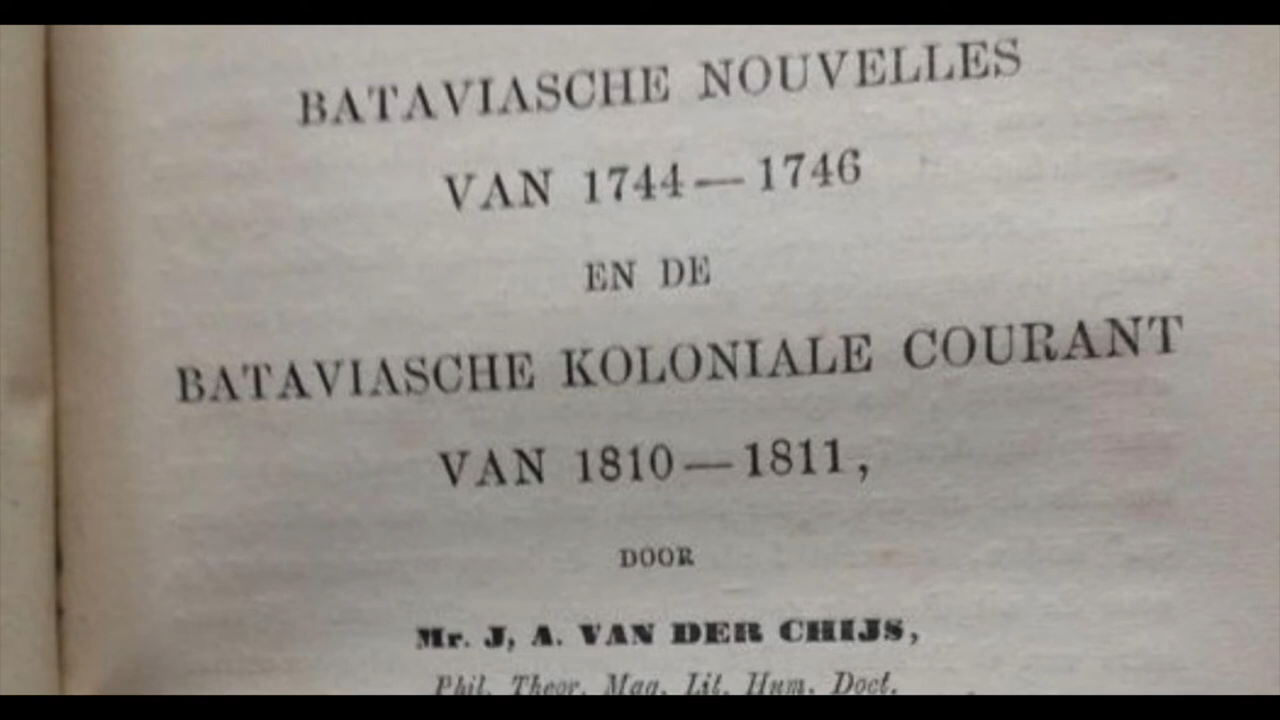 BATAVIASCHE NOUVELLES
VAN 1744—1746
EN DE
BATAVIASCHE KOLONIALE COURANT
VAN 1810—1811,
DOOR
Mr. J, A. VAN DER CHIJS,
Phil. Theor. Mag. Lit. Hum. Doct.